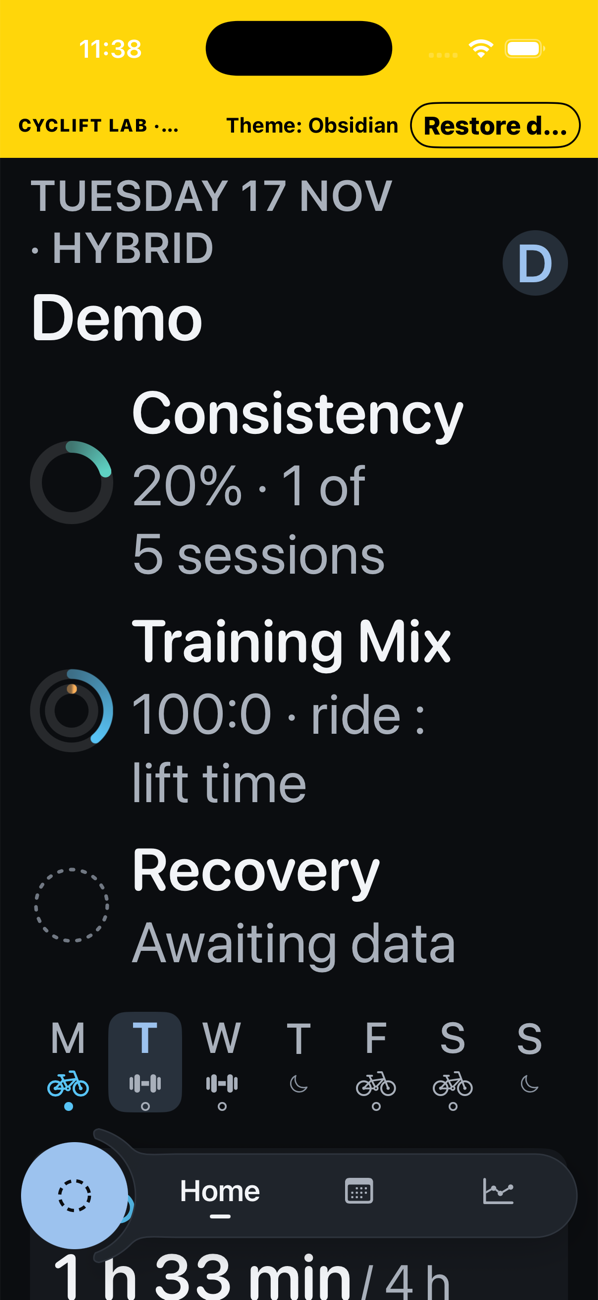 11:38
CYCLIFT LAB ·...
Theme: Obsidian
Restore d...
TUESDAY 17 NOV
· HYBRID
D
Demo
Consistency
20% · 1 of
5 sessions
Training Mix
100:0 · ride :
lift time
Recovery
Awaiting data
M T W T F S S
Home
1 h 33 min / 4 h